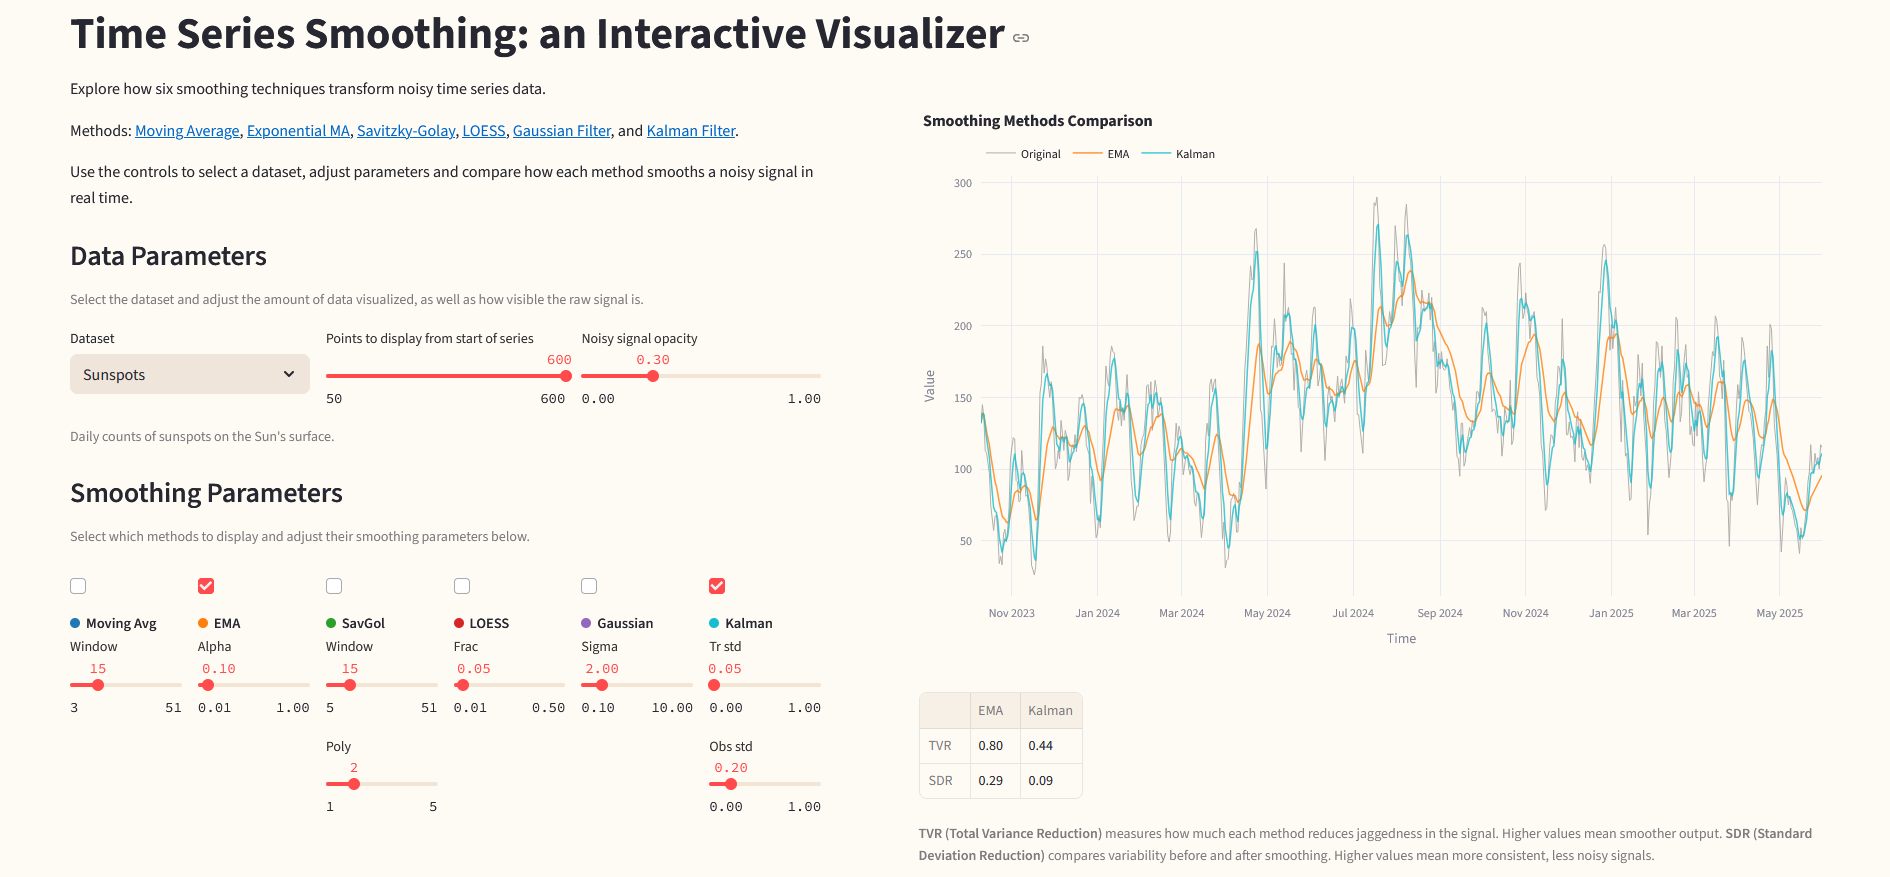 Time Series Smoothing: an Interactive Visualizer
Explore how six smoothing techniques transform noisy time series data.
Methods: Moving Average, Exponential MA, Savitzky-Golay, LOESS, Gaussian Filter, and Kalman Filter.
Use the controls to select a dataset, adjust parameters and compare how each method smooths a noisy signal in
real time.
Data Parameters
Select the dataset and adjust the amount of data visualized, as well as how visible the raw signal is.
Dataset
Sunspots
Points to display from start of series
600
50 600
Noisy signal opacity
0.30
0.00 1.00
Daily counts of sunspots on the Sun's surface.
Smoothing Parameters
Select which methods to display and adjust their smoothing parameters below.
Moving Avg
Window
15
3 51
EMA
Alpha
0.10
0.01 1.00
SavGol
Window
15
5 51
Poly
2
1 5
LOESS
Frac
0.05
0.01 0.50
Gaussian
Sigma
2.00
0.10 10.00
Kalman
Tr std
0.05
0.00 1.00
Obs std
0.20
0.00 1.00
Smoothing Methods Comparison
Original EMA Kalman
300
250
200
150
100
50
Value
Nov 2023 Jan 2024 Mar 2024 May 2024 Jul 2024 Sep 2024 Nov 2024 Jan 2025 Mar 2025 May 2025
Time
EMA Kalman
TVR 0.80 0.44
SDR 0.29 0.09
TVR (Total Variance Reduction) measures how much each method reduces jaggedness in the signal. Higher values mean smoother output. SDR (Standard
Deviation Reduction) compares variability before and after smoothing. Higher values mean more consistent, less noisy signals.